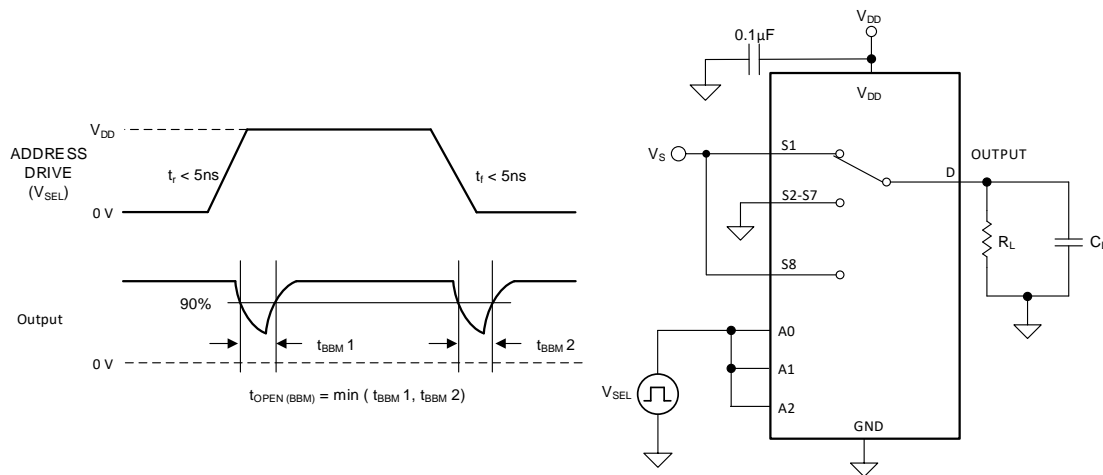 V_DD
ADDRESS
DRIVE
(V_SEL)
t_r < 5ns
t_f < 5ns
0 V
90%
Output
t_BBM 1
t_BBM 2
0 V
t_OPEN (BBM) = min ( t_BBM 1, t_BBM 2)
V_DD
0.1µF
V_DD
V_S
S1
OUTPUT
D
S2-S7
R_L
S8
A0
A1
V_SEL
A2
GND